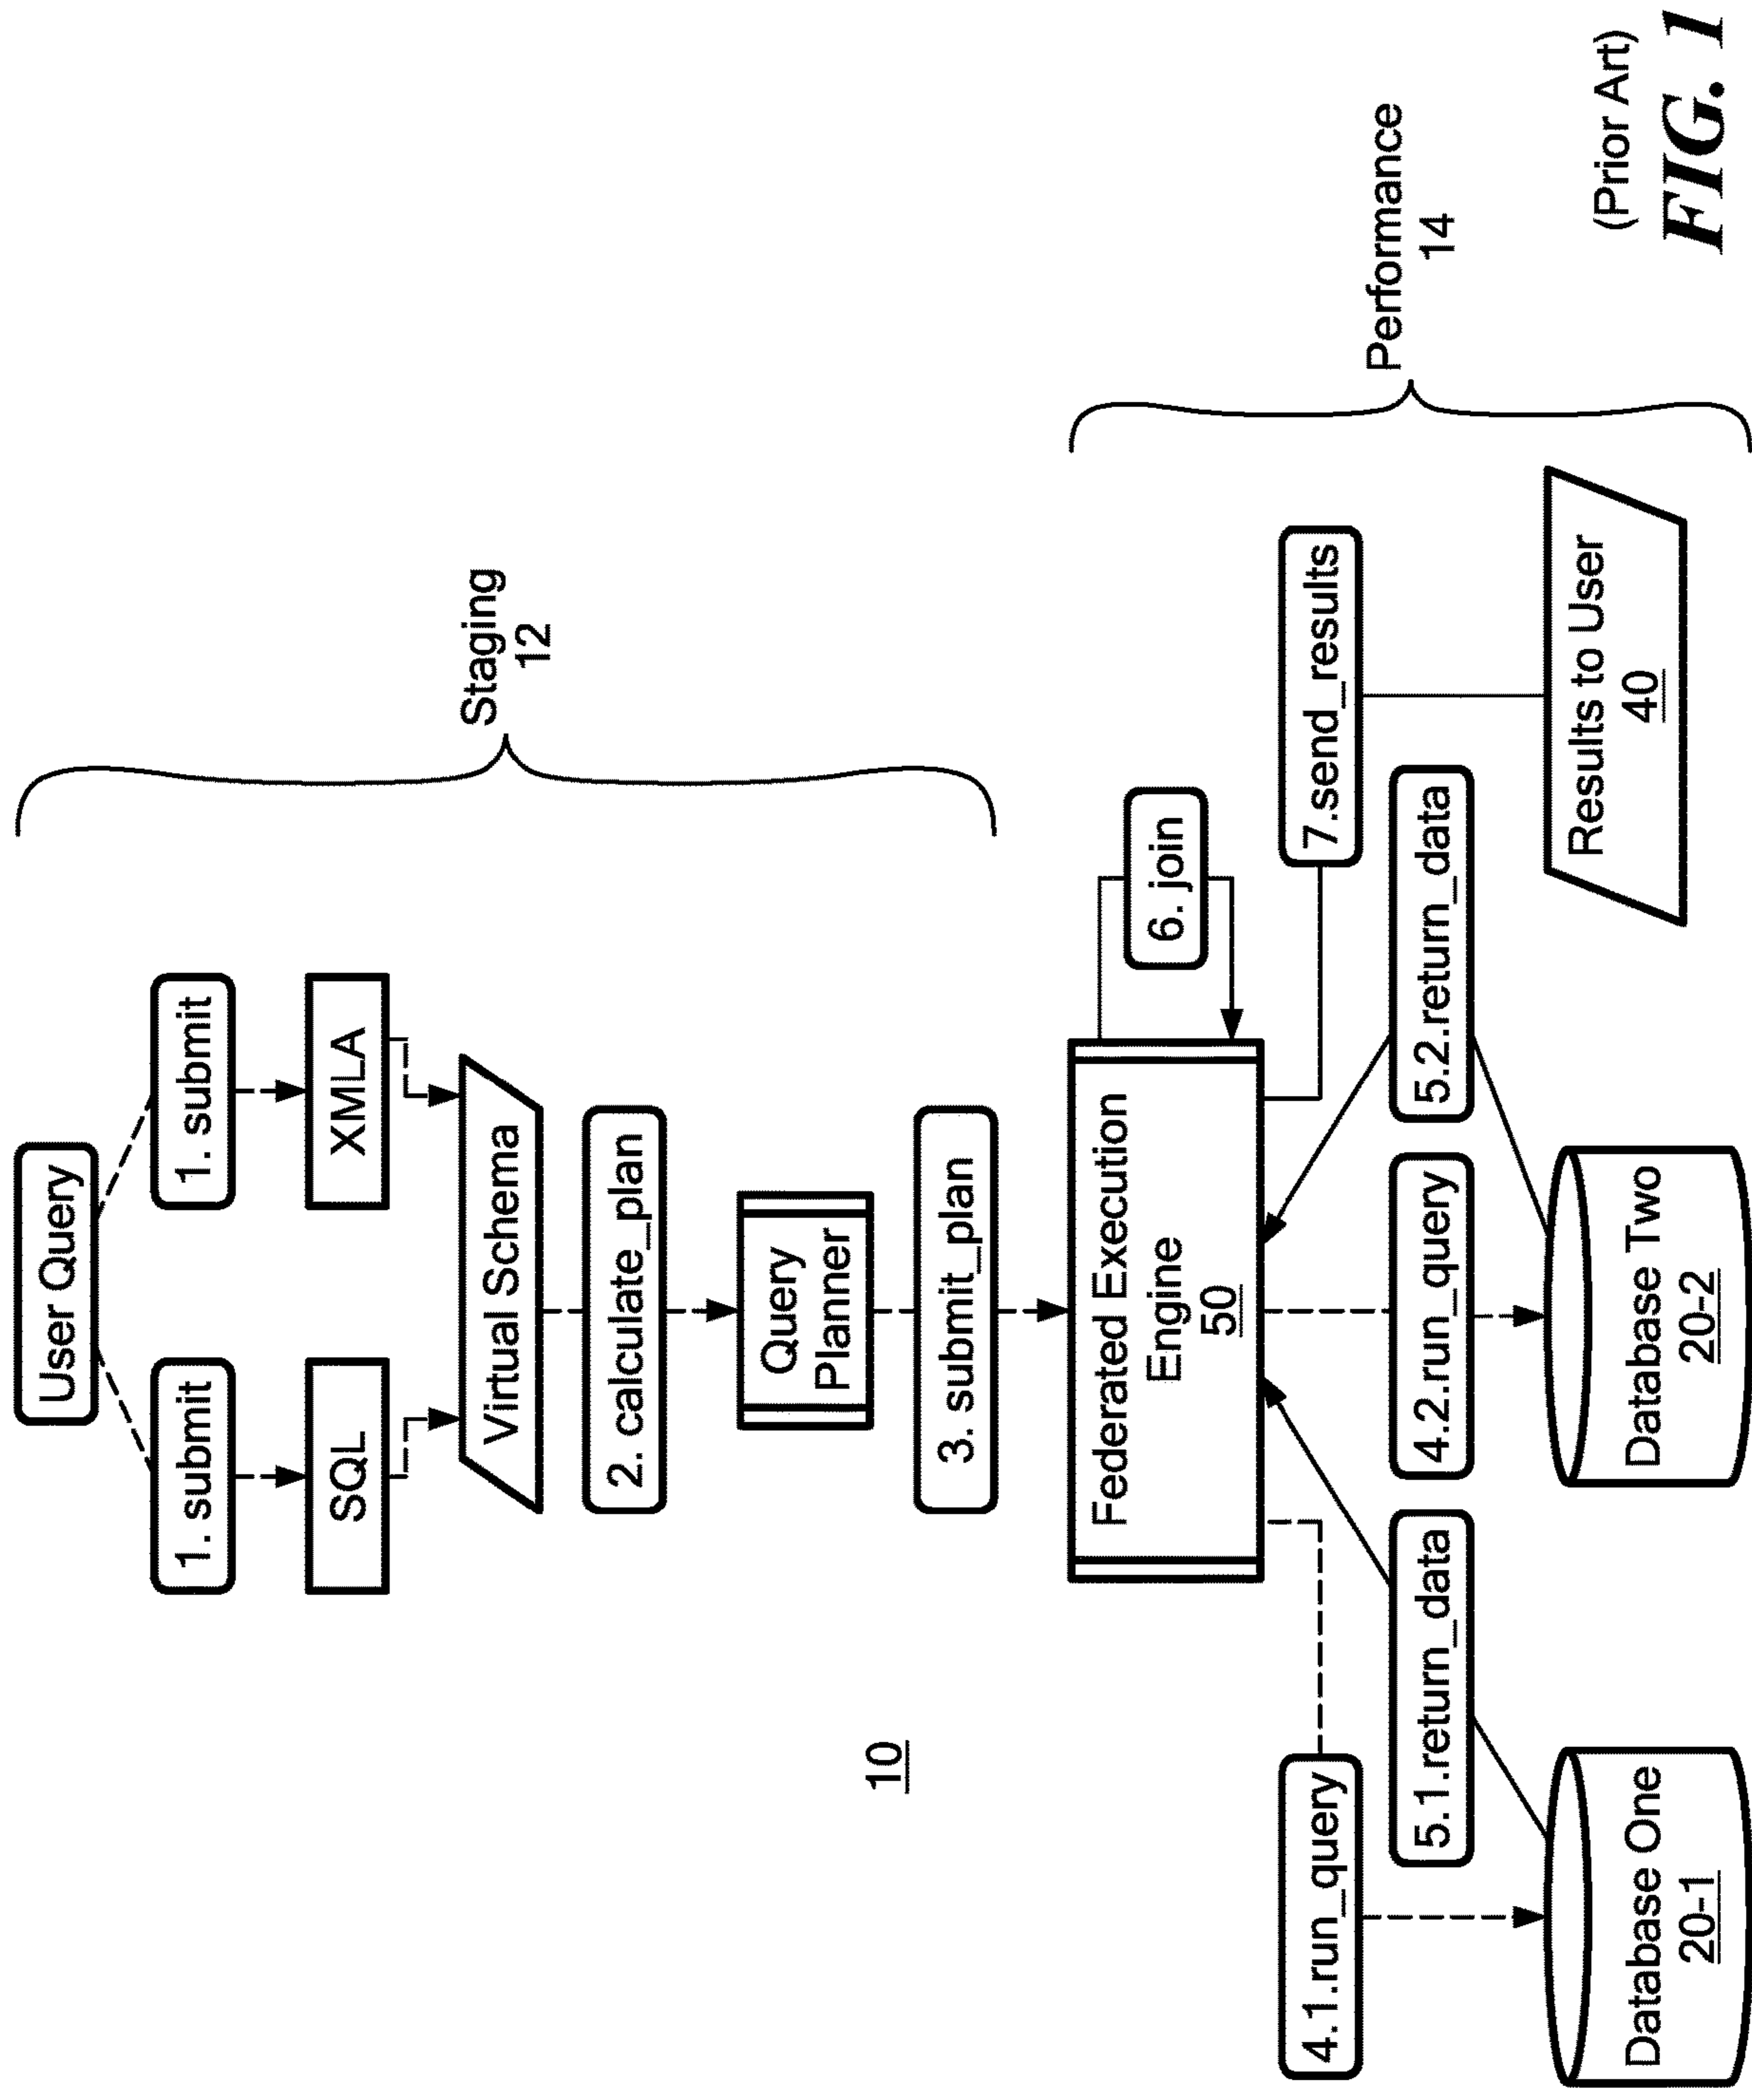 User Query
1. submit
1. submit
SQL
XMLA
Virtual Schema
2. calculate_plan
Query
Planner
3. submit_plan
Staging
12
10
Federated Execution
Engine
50
6. join
4.1.run_query
7.send_results
5.1.return_data
4.2.run_query
5.2.return_data
Database One
20-1
Database Two
20-2
Results to User
40
Performance
14
(Prior Art)
FIG. 1